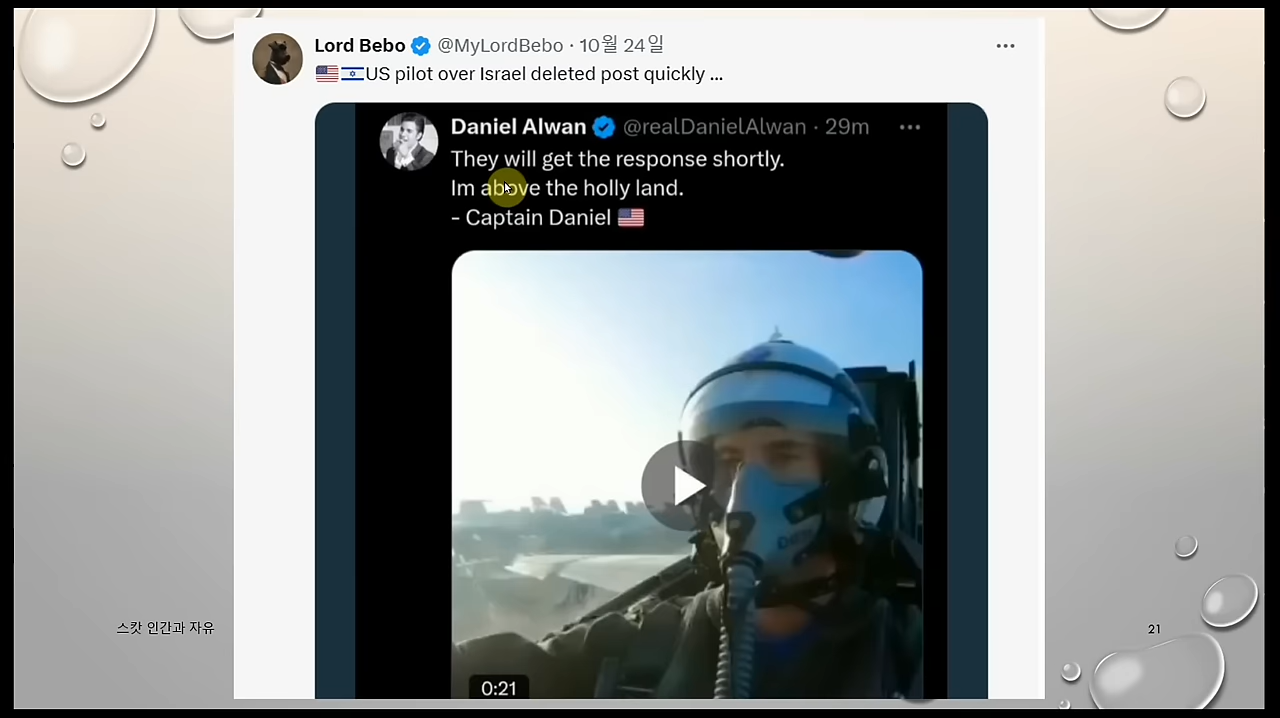 Lord Bebo @MyLordBebo · 10월 24일
🇺🇸🇮🇱US pilot over Israel deleted post quickly ...
Daniel Alwan @realDanielAlwan · 29m
They will get the response shortly.
Im above the holly land.
- Captain Daniel 🇺🇸
0:21
스캇 인간과 자유
21